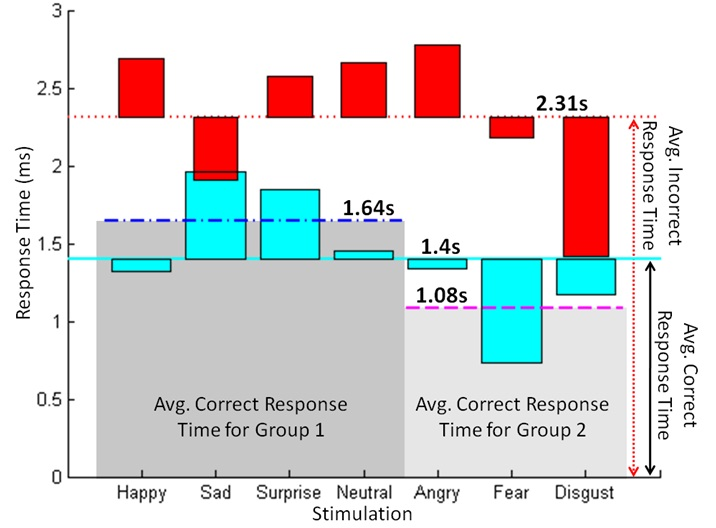 3
2.5
2
1.5
1
0.5
0
Response Time (ms)
2.31s
1.64s
1.4s
1.08s
Avg. Correct Response
Time for Group 1
Avg. Correct Response
Time for Group 2
Avg. Incorrect
Response Time
Avg. Correct
Response Time
Happy Sad Surprise Neutral Angry Fear Disgust
Stimulation